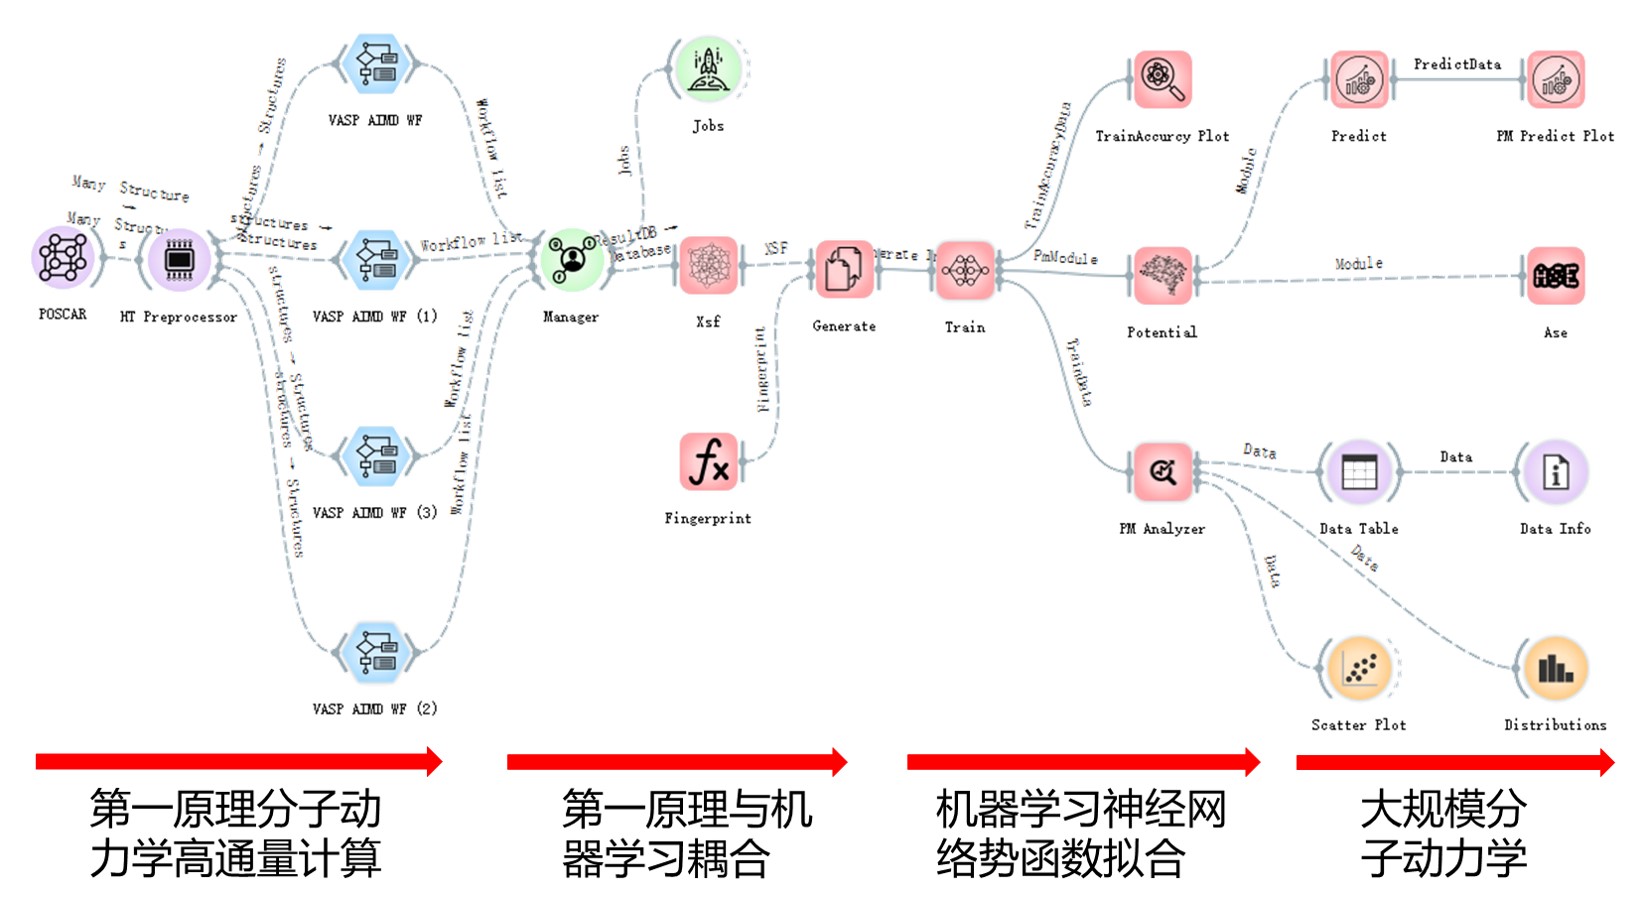 VASP AIMD WF
Jobs
TrainAccurcy Plot
Predict
PredictData
PM Predict Plot
Structures → Structures
Workflow list
Jobs
TrainAccuracyData
Module
Many Structure
→
Many Structu
s
structures →
Structures
Workflow list
ResultDB →
Database
XSF
nerate I
PmModule
Module
POSCAR
HT Preprocessor
VASP AIMD WF (1)
Manager
Xsf
Generate
Train
Potential
Ase
structures → Structures
structures → Structures
Workflow list
Workflow list
Fingerprint
TrainData
VASP AIMD WF (3)
Fingerprint
PM Analyzer
Data
Data Table
Data
Data Info
Data
Data
VASP AIMD WF (2)
Scatter Plot
Distributions
第一原理分子动
力学高通量计算
第一原理与机
器学习耦合
机器学习神经网
络势函数拟合
大规模分
子动力学